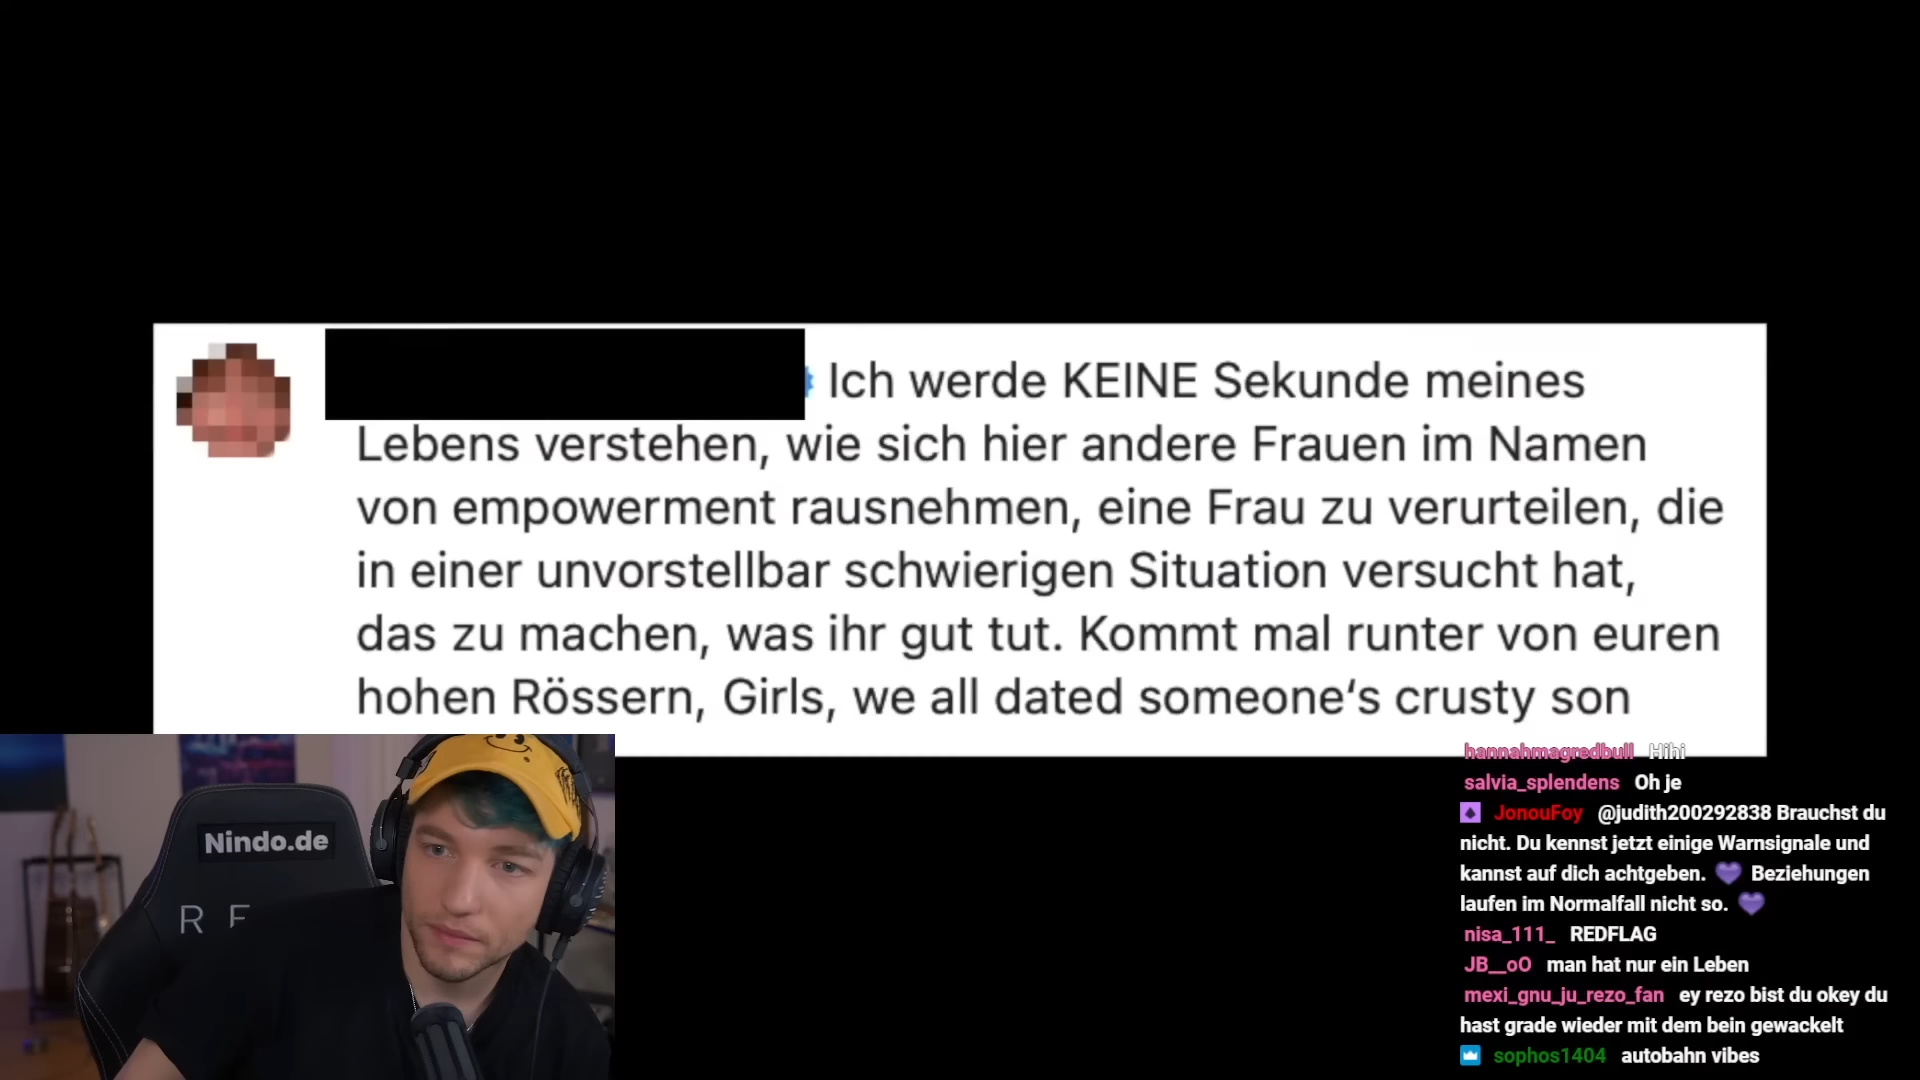 Ich werde KEINE Sekunde meines
Lebens verstehen, wie sich hier andere Frauen im Namen
von empowerment rausnehmen, eine Frau zu verurteilen, die
in einer unvorstellbar schwierigen Situation versucht hat,
das zu machen, was ihr gut tut. Kommt mal runter von euren
hohen Rössern, Girls, we all dated someone‘s crusty son
Nindo.de
R E
hannahmagredbull Hihi
salvia_splendens Oh je
JonouFoy @judith200292838 Brauchst du
nicht. Du kennst jetzt einige Warnsignale und
kannst auf dich achtgeben. 💜 Beziehungen
laufen im Normalfall nicht so. 💜
nisa_111_ REDFLAG
JB__oO man hat nur ein Leben
mexi_gnu_ju_rezo_fan ey rezo bist du okey du
hast grade wieder mit dem bein gewackelt
sophos1404 autobahn vibes